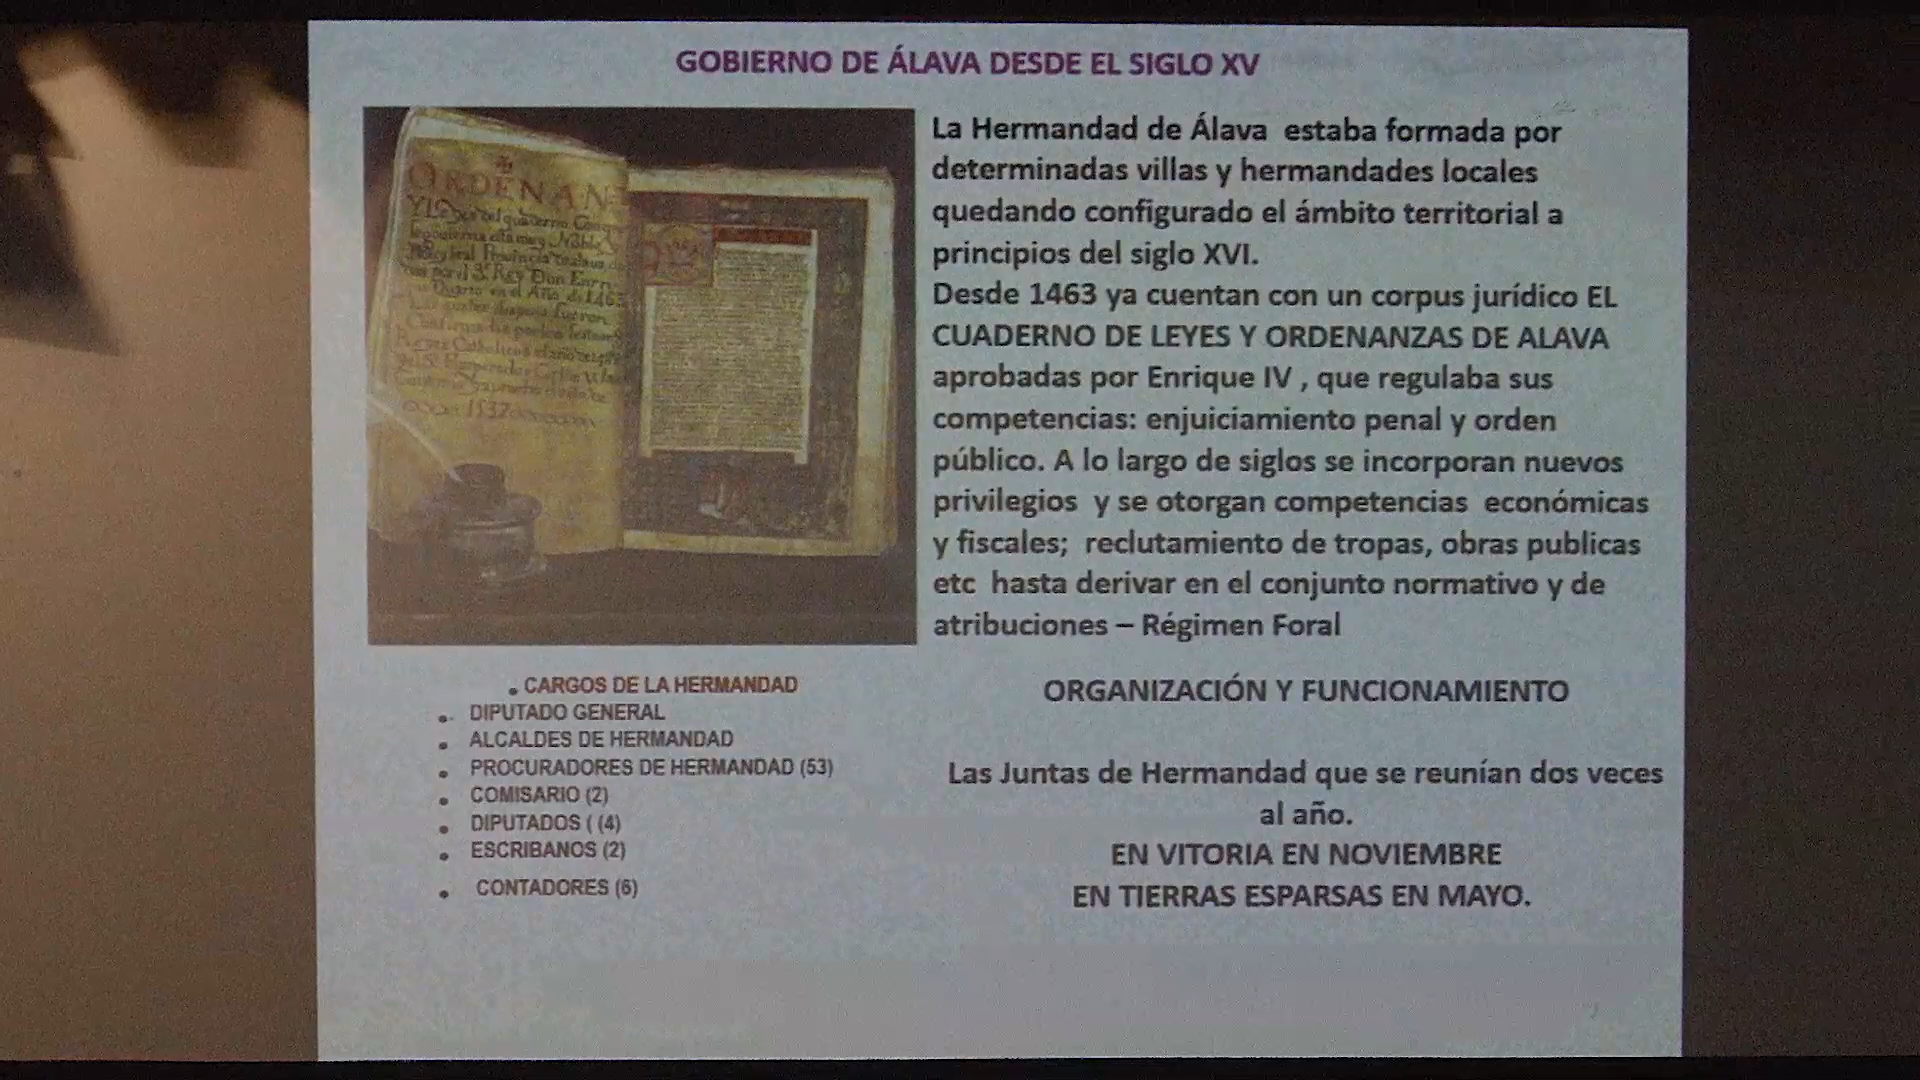 GOBIERNO DE ÁLAVA DESDE EL SIGLO XV
La Hermandad de Álava estaba formada por
determinadas villas y hermandades locales
quedando configurado el ámbito territorial a
principios del siglo XVI.
Desde 1463 ya cuentan con un corpus jurídico EL
CUADERNO DE LEYES Y ORDENANZAS DE ALAVA
aprobadas por Enrique IV , que regulaba sus
competencias: enjuiciamiento penal y orden
público. A lo largo de siglos se incorporan nuevos
privilegios y se otorgan competencias económicas
y fiscales; reclutamiento de tropas, obras publicas
etc hasta derivar en el conjunto normativo y de
atribuciones – Régimen Foral
ORDENAN
1537
• CARGOS DE LA HERMANDAD
• DIPUTADO GENERAL
• ALCALDES DE HERMANDAD
• PROCURADORES DE HERMANDAD (53)
• COMISARIO (2)
• DIPUTADOS ( (4)
• ESCRIBANOS (2)
• CONTADORES (6)
ORGANIZACIÓN Y FUNCIONAMIENTO
Las Juntas de Hermandad que se reunían dos veces
al año.
EN VITORIA EN NOVIEMBRE
EN TIERRAS ESPARSAS EN MAYO.